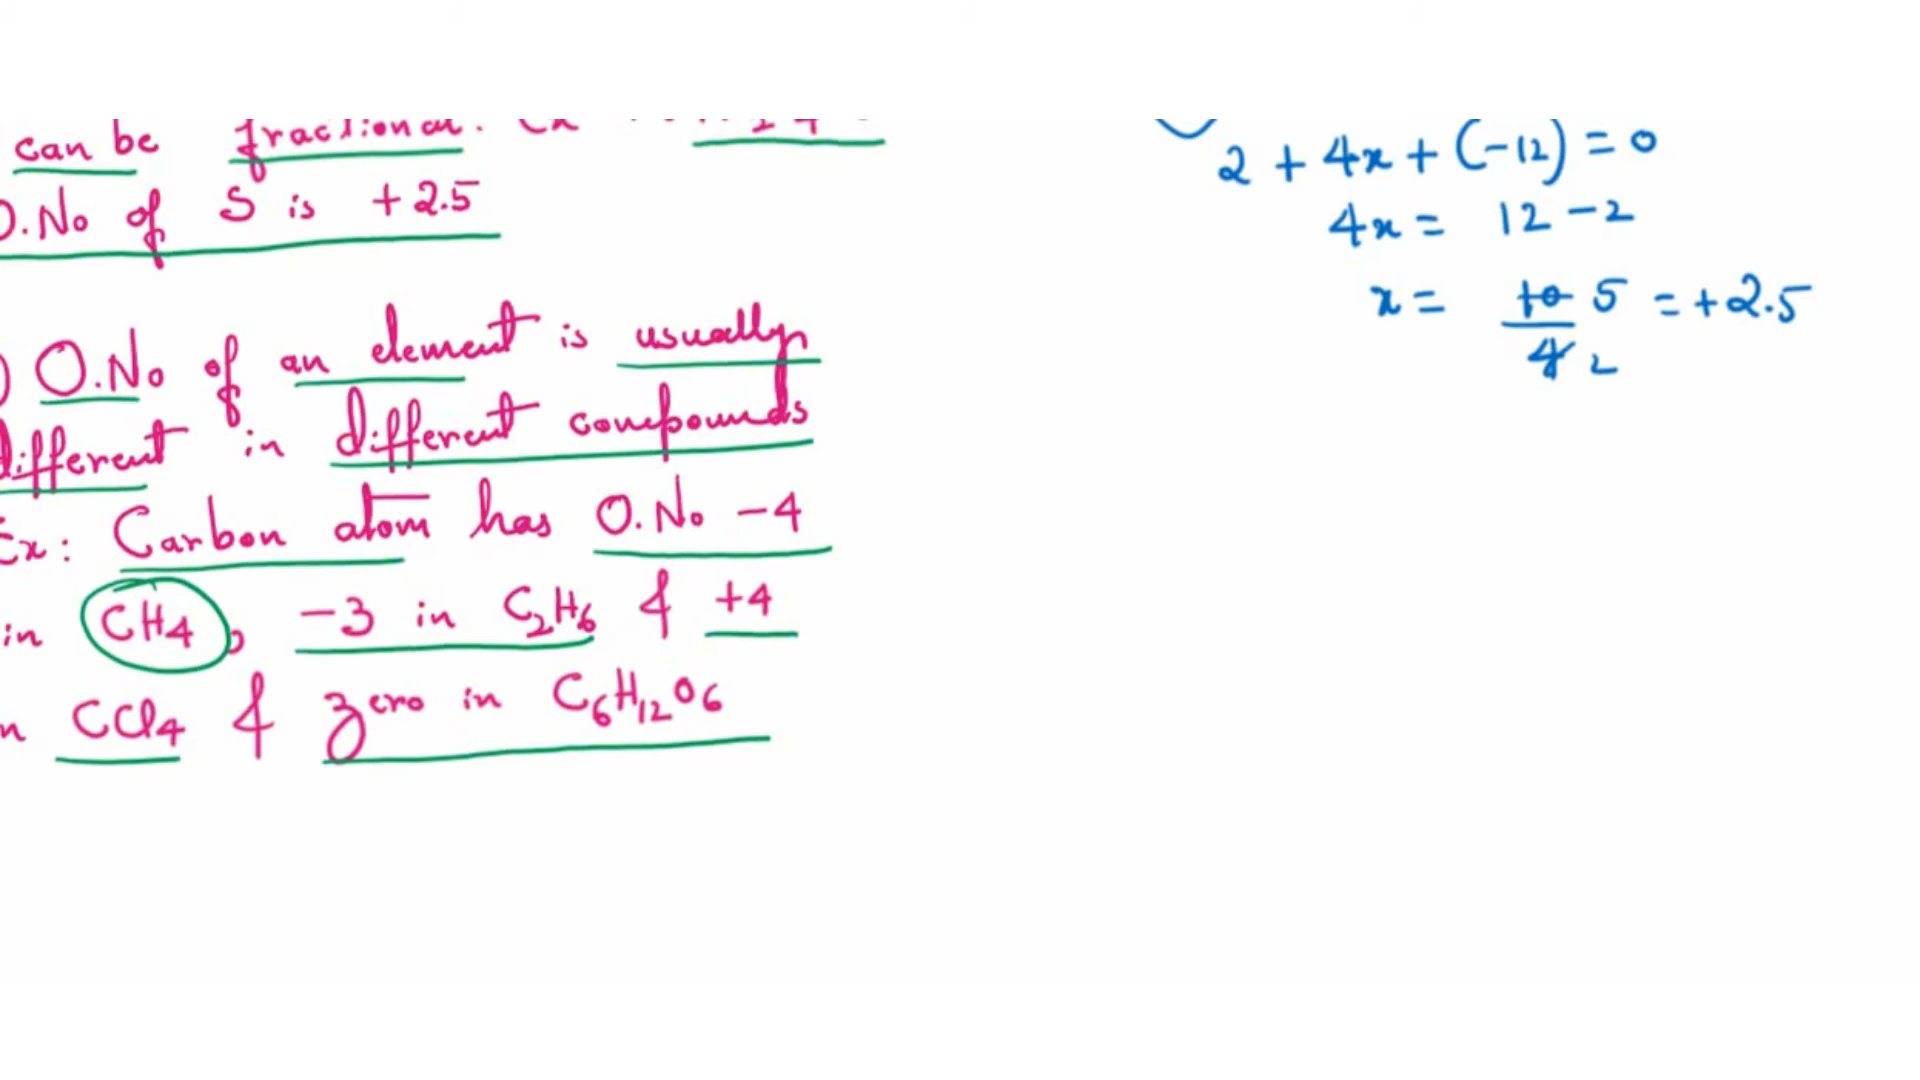 can be fractional. Ex
O.No of S is +2.5
O.No of an element is usually
different in different compounds
Ex: Carbon atom has O.No -4
in CH₄, -3 in C₂H₆ & +4
in CCl₄ & zero in C₆H₁₂O₆
2 + 4x + (-12) = 0
4x = 12 - 2
x = 10/4 5/2 = +2.5